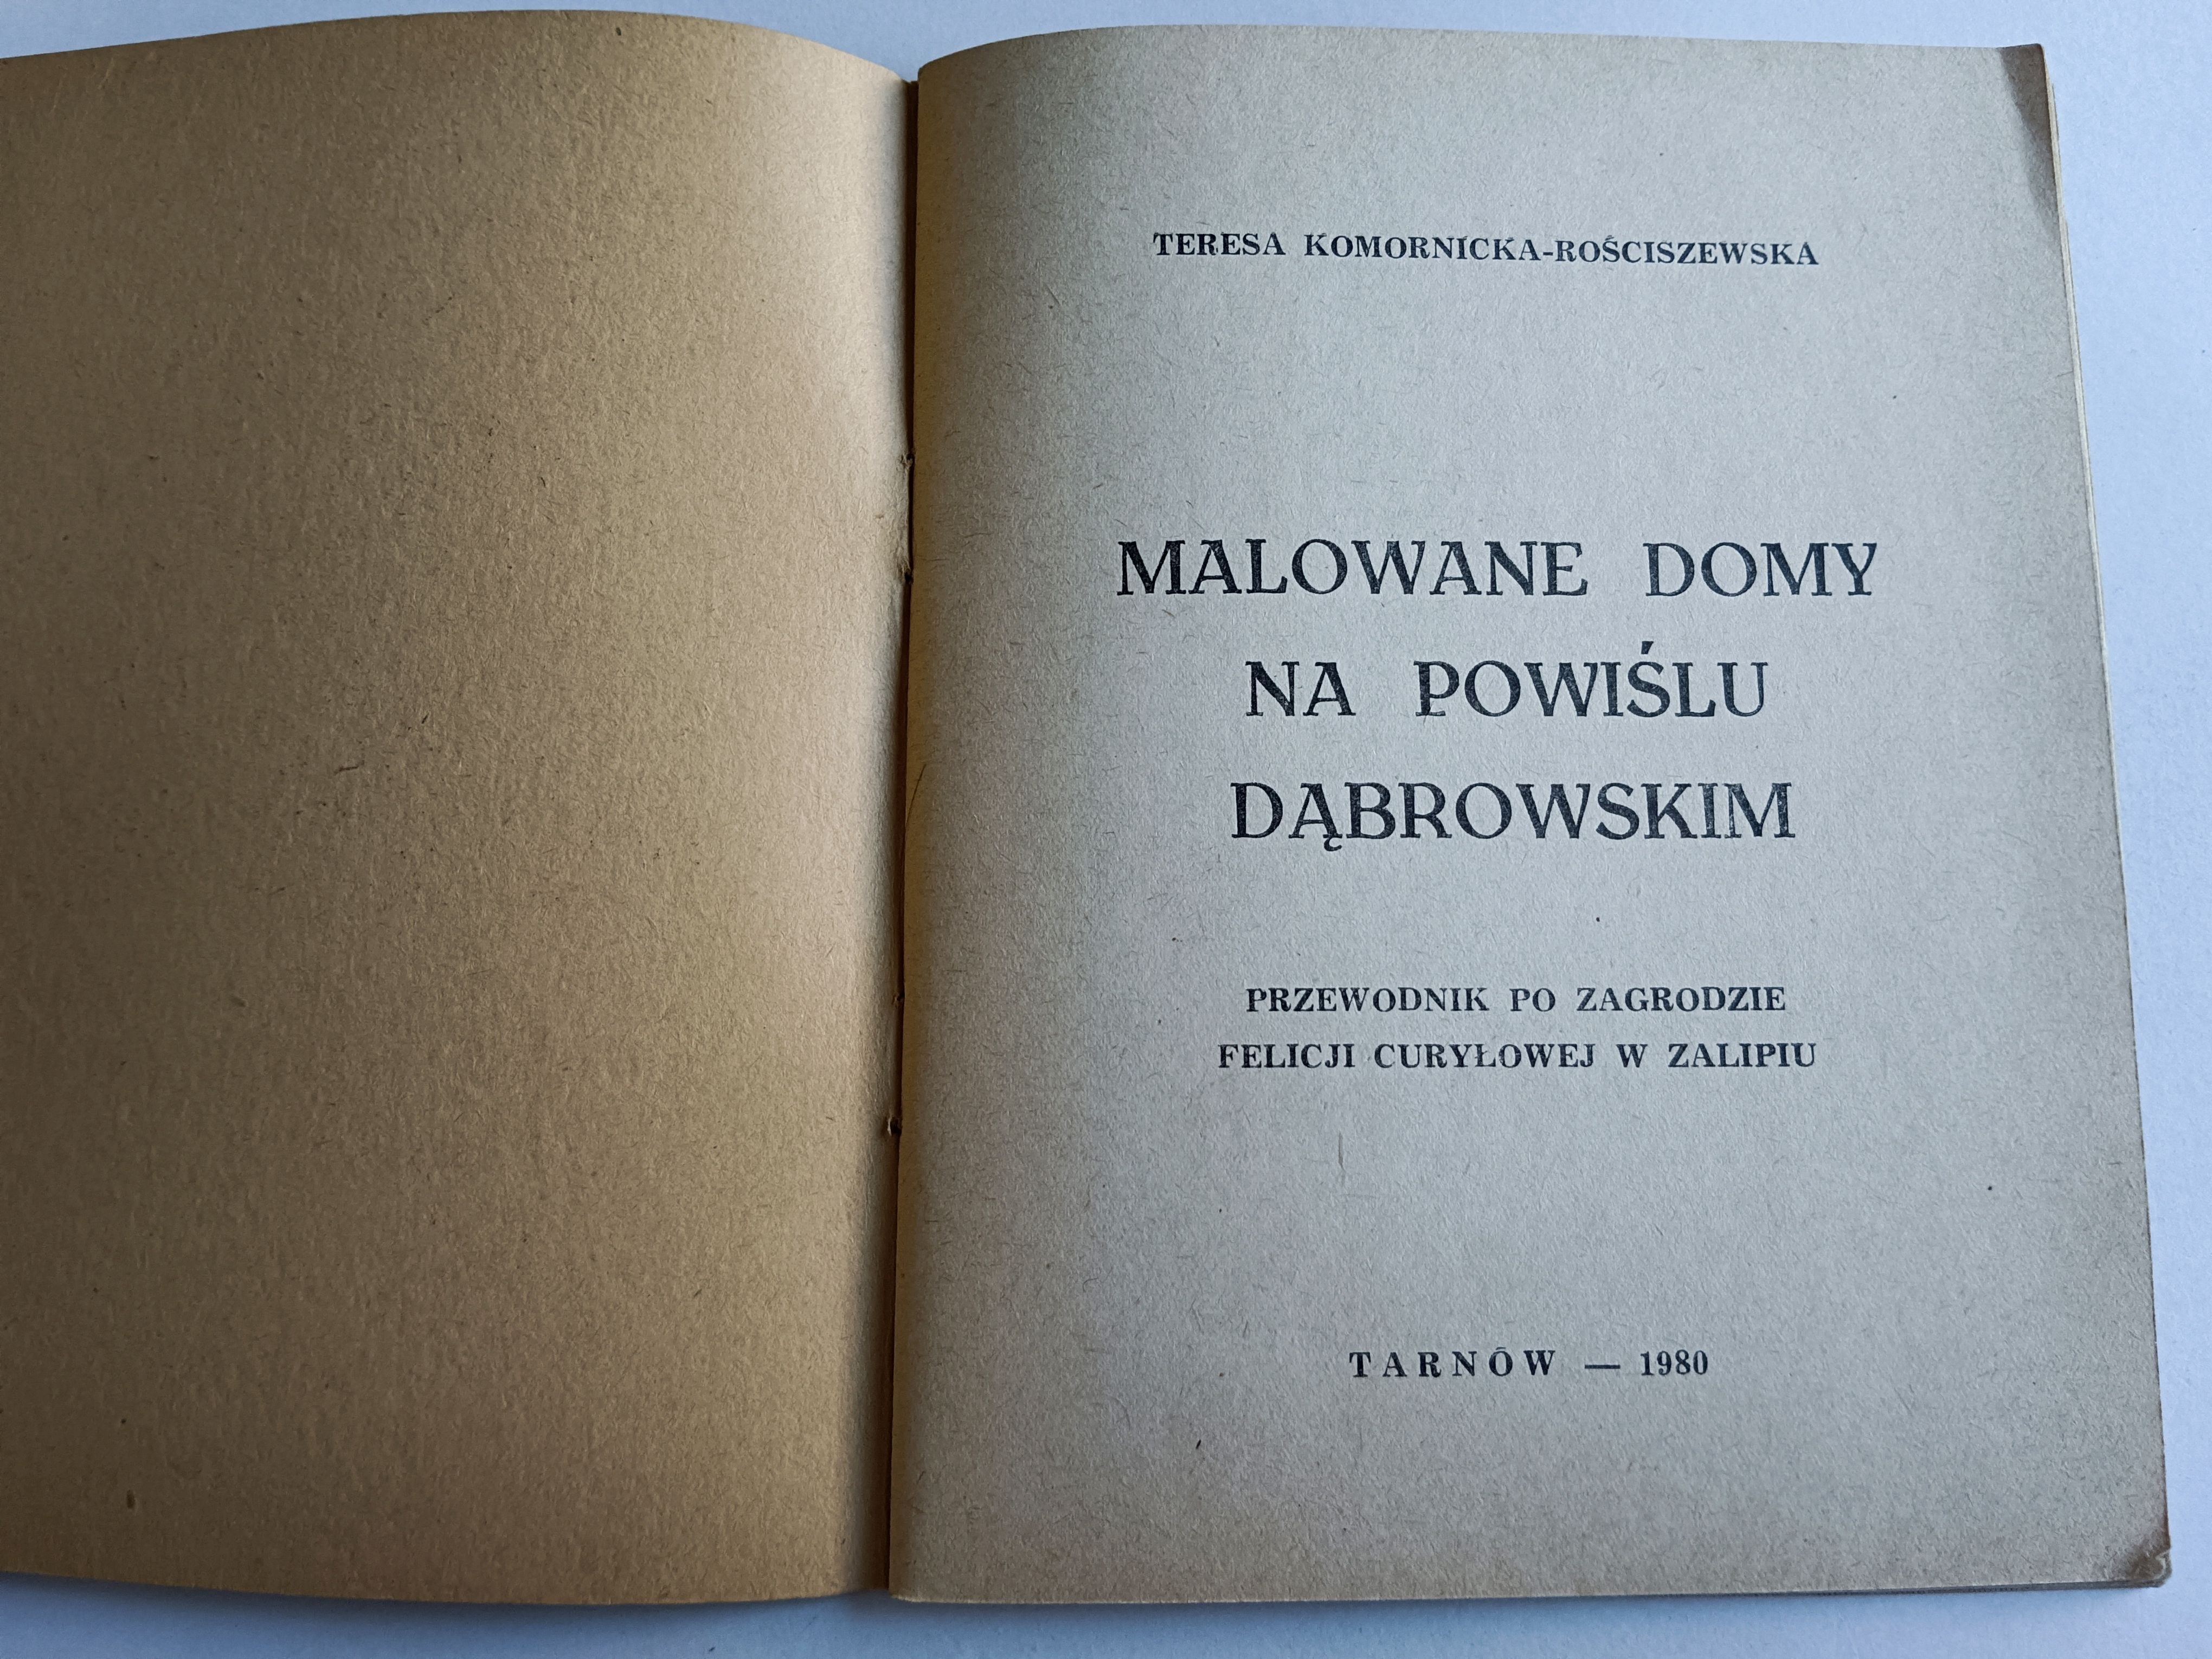 TERESA KOMORNICKA-ROŚCISZEWSKA
MALOWANE DOMY
NA POWIŚLU
DĄBROWSKIM
PRZEWODNIK PO ZAGRODZIE
FELICJI CURYŁOWEJ W ZALIPIU
TARNÓW — 1980